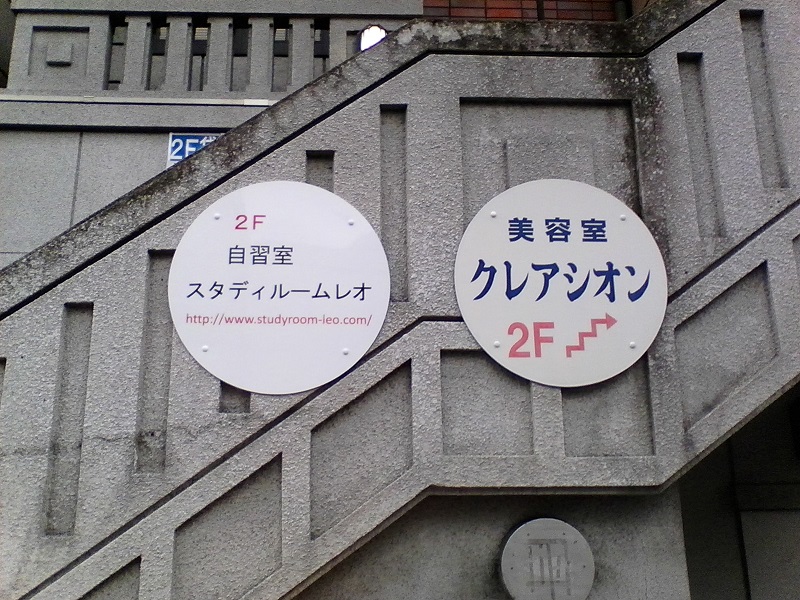 2F
2F
自習室
スタディルームレオ
http://www.studyroom-leo.com/
美容室
クレアシオン
2F